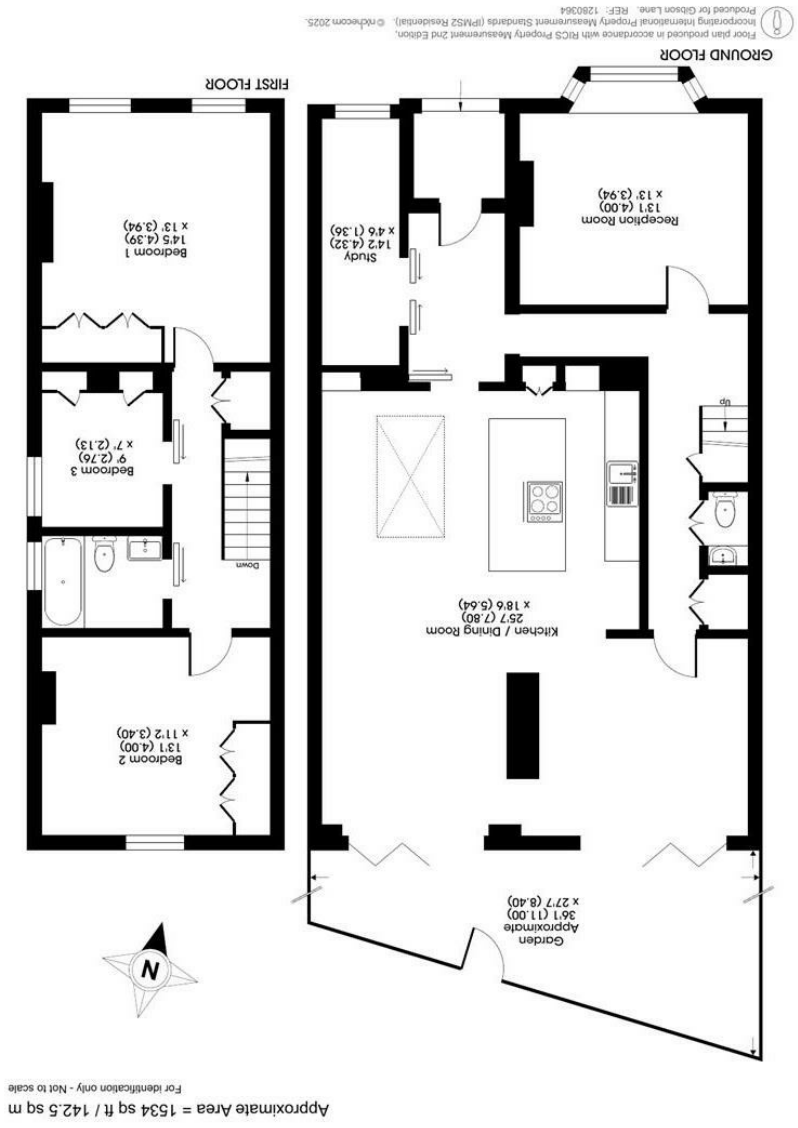 Approximate Area = 1534 sq ft / 142.5 sq m
For identification only - Not to scale
N
Garden
Approximate
36'1 (11.00)
x 27'7 (8.40)
Kitchen / Dining Room
25'7 (7.80)
x 18'6 (5.64)
Up
Reception Room
13'1 (4.00)
x 13' (3.94)
Study
14'2 (4.32)
x 4'6 (1.36)
GROUND FLOOR
Bedroom 2
13'1 (4.00)
x 11'2 (3.40)
Down
Bedroom 3
9' (2.76)
x 7' (2.13)
Bedroom 1
14'5 (4.39)
x 13' (3.94)
FIRST FLOOR
Floor plan produced in accordance with RICS Property Measurement 2nd Edition,
Incorporating International Property Measurement Standards (IPMS2 Residential). © nichecom 2025.
Produced for Gibson Lane. REF: 1280364